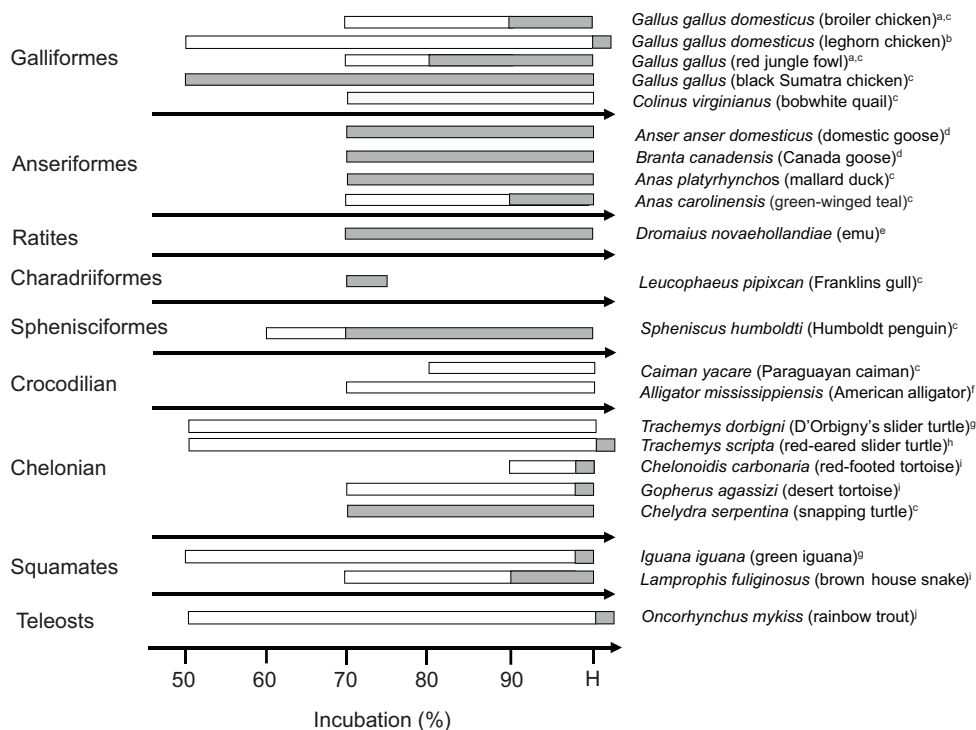 Galliformes
Gallus gallus domesticus (broiler chicken)a,c
Gallus gallus domesticus (leghorn chicken)b
Gallus gallus (red jungle fowl)a,c
Gallus gallus (black Sumatra chicken)c
Colinus virginianus (bobwhite quail)c
Anseriformes
Anser anser domesticus (domestic goose)d
Branta canadensis (Canada goose)d
Anas platyrhynchos (mallard duck)c
Anas carolinensis (green-winged teal)c
Ratites
Dromaius novaehollandiae (emu)e
Charadriiformes
Leucophaeus pipixcan (Franklins gull)c
Sphenisciformes
Spheniscus humboldti (Humboldt penguin)c
Crocodilian
Caiman yacare (Paraguayan caiman)c
Alligator mississippiensis (American alligator)f
Chelonian
Trachemys dorbigni (D'Orbigny's slider turtle)g
Trachemys scripta (red-eared slider turtle)h
Chelonoidis carbonaria (red-footed tortoise)i
Gopherus agassizi (desert tortoise)i
Chelydra serpentina (snapping turtle)c
Squamates
Iguana iguana (green iguana)g
Lamprophis fuliginosus (brown house snake)i
Teleosts
Oncorhynchus mykiss (rainbow trout)j
50 60 70 80 90 H
Incubation (%)